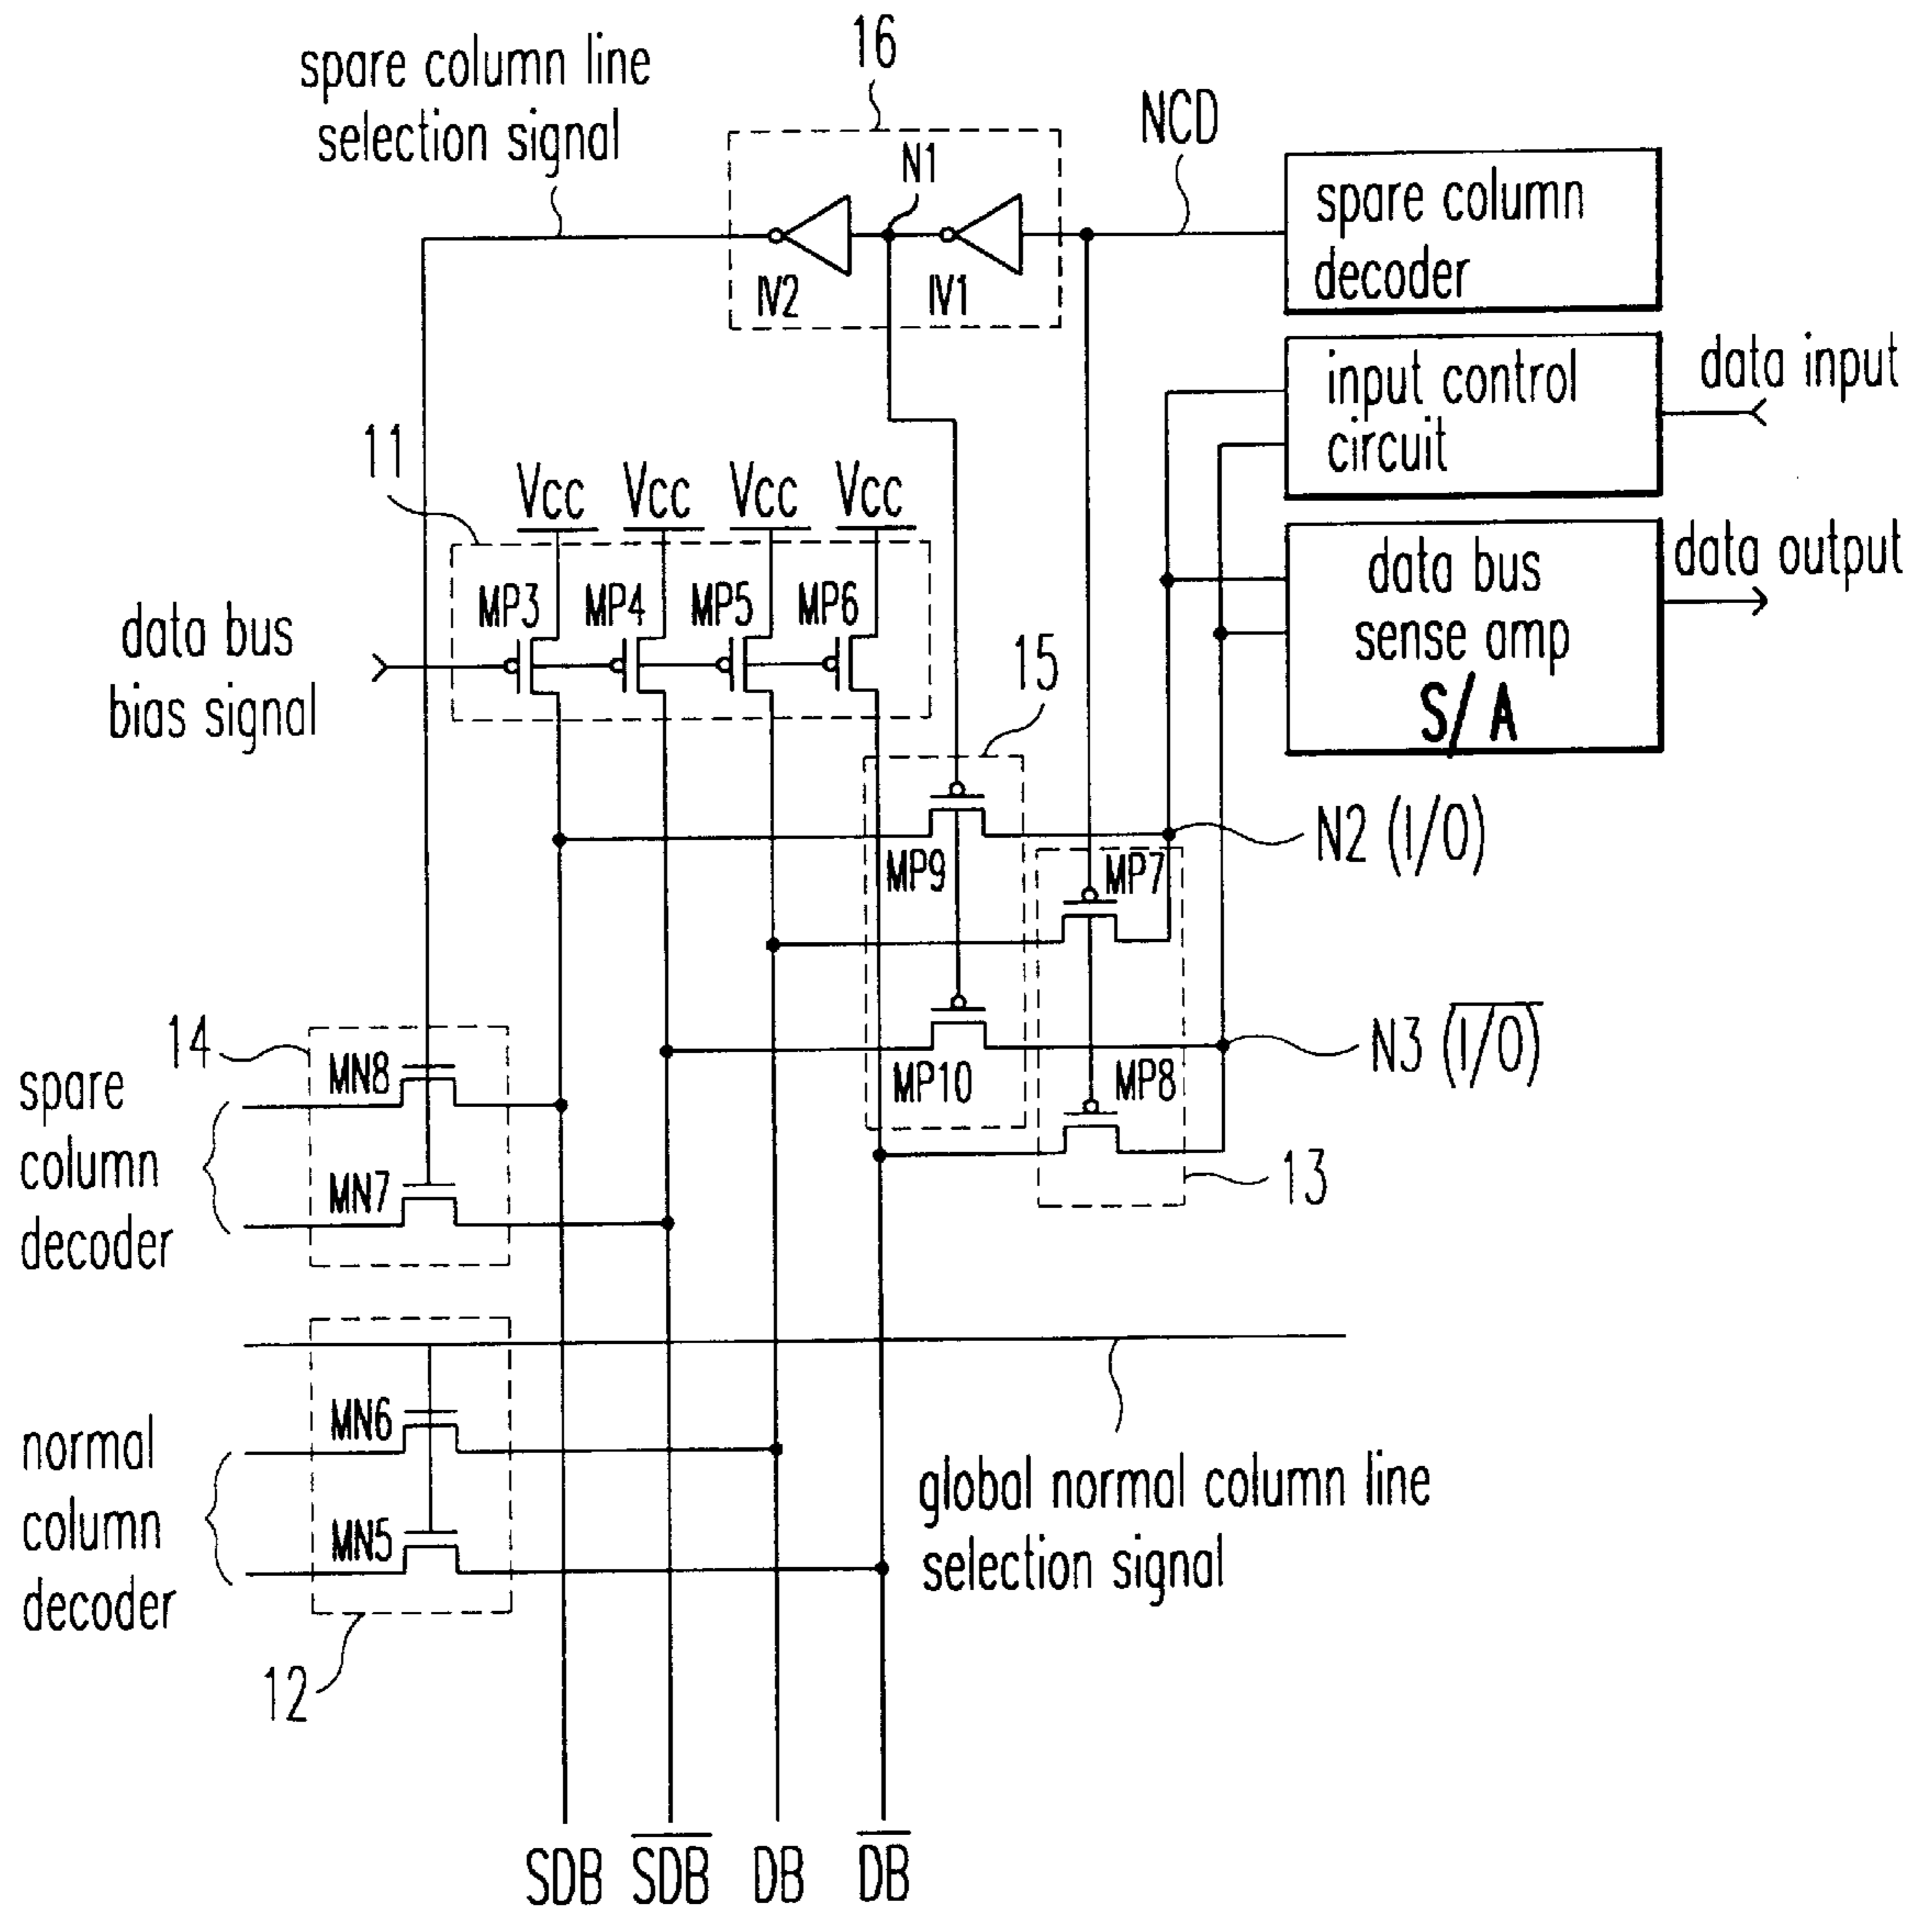 16
spare column line
selection signal
NCD
N1
IV2
IV1
spare column
decoder
input control
circuit
data input
11
Vcc Vcc Vcc Vcc
data bus
sense amp
S/A
data output
MP3 MP4 MP5 MP6
data bus
bias signal
15
N2 (I/O)
MP9
MP7
14
MN8
N3 (I̅/̅O̅)
MP10
MP8
spare
column
decoder
MN7
13
MN6
normal
column
decoder
MN5
global normal column line
selection signal
12
SDB S̅D̅B̅ DB D̅B̅